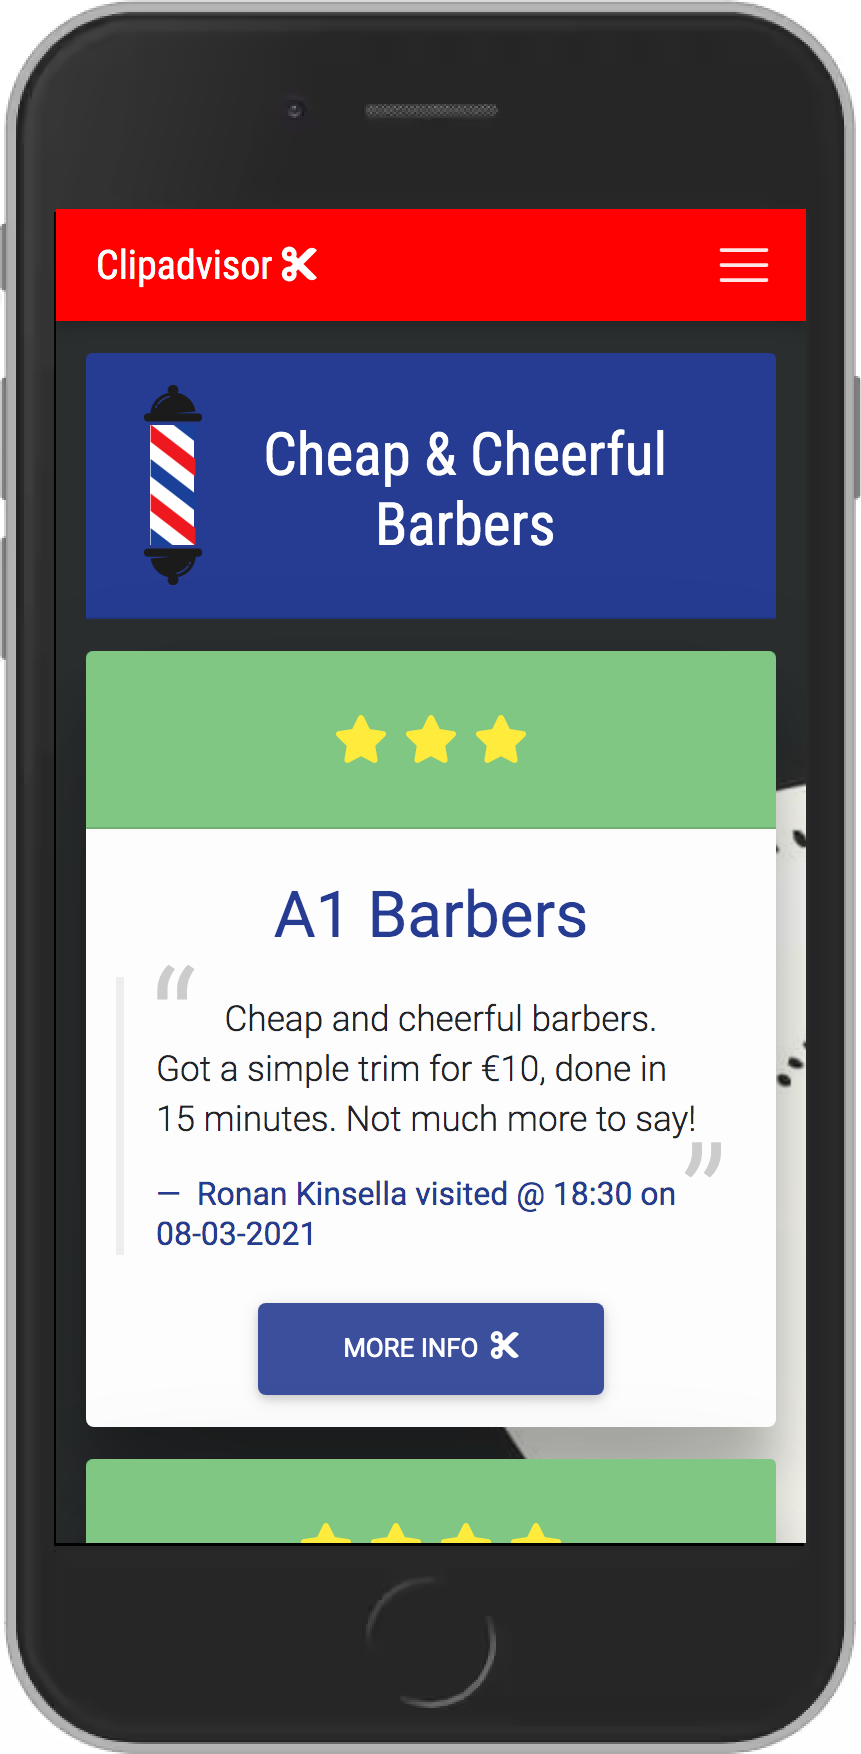 Clipadvisor
Cheap & Cheerful
Barbers
A1 Barbers
“ Cheap and cheerful barbers.
Got a simple trim for €10, done in
15 minutes. Not much more to say! ”
— Ronan Kinsella visited @ 18:30 on
08-03-2021
MORE INFO